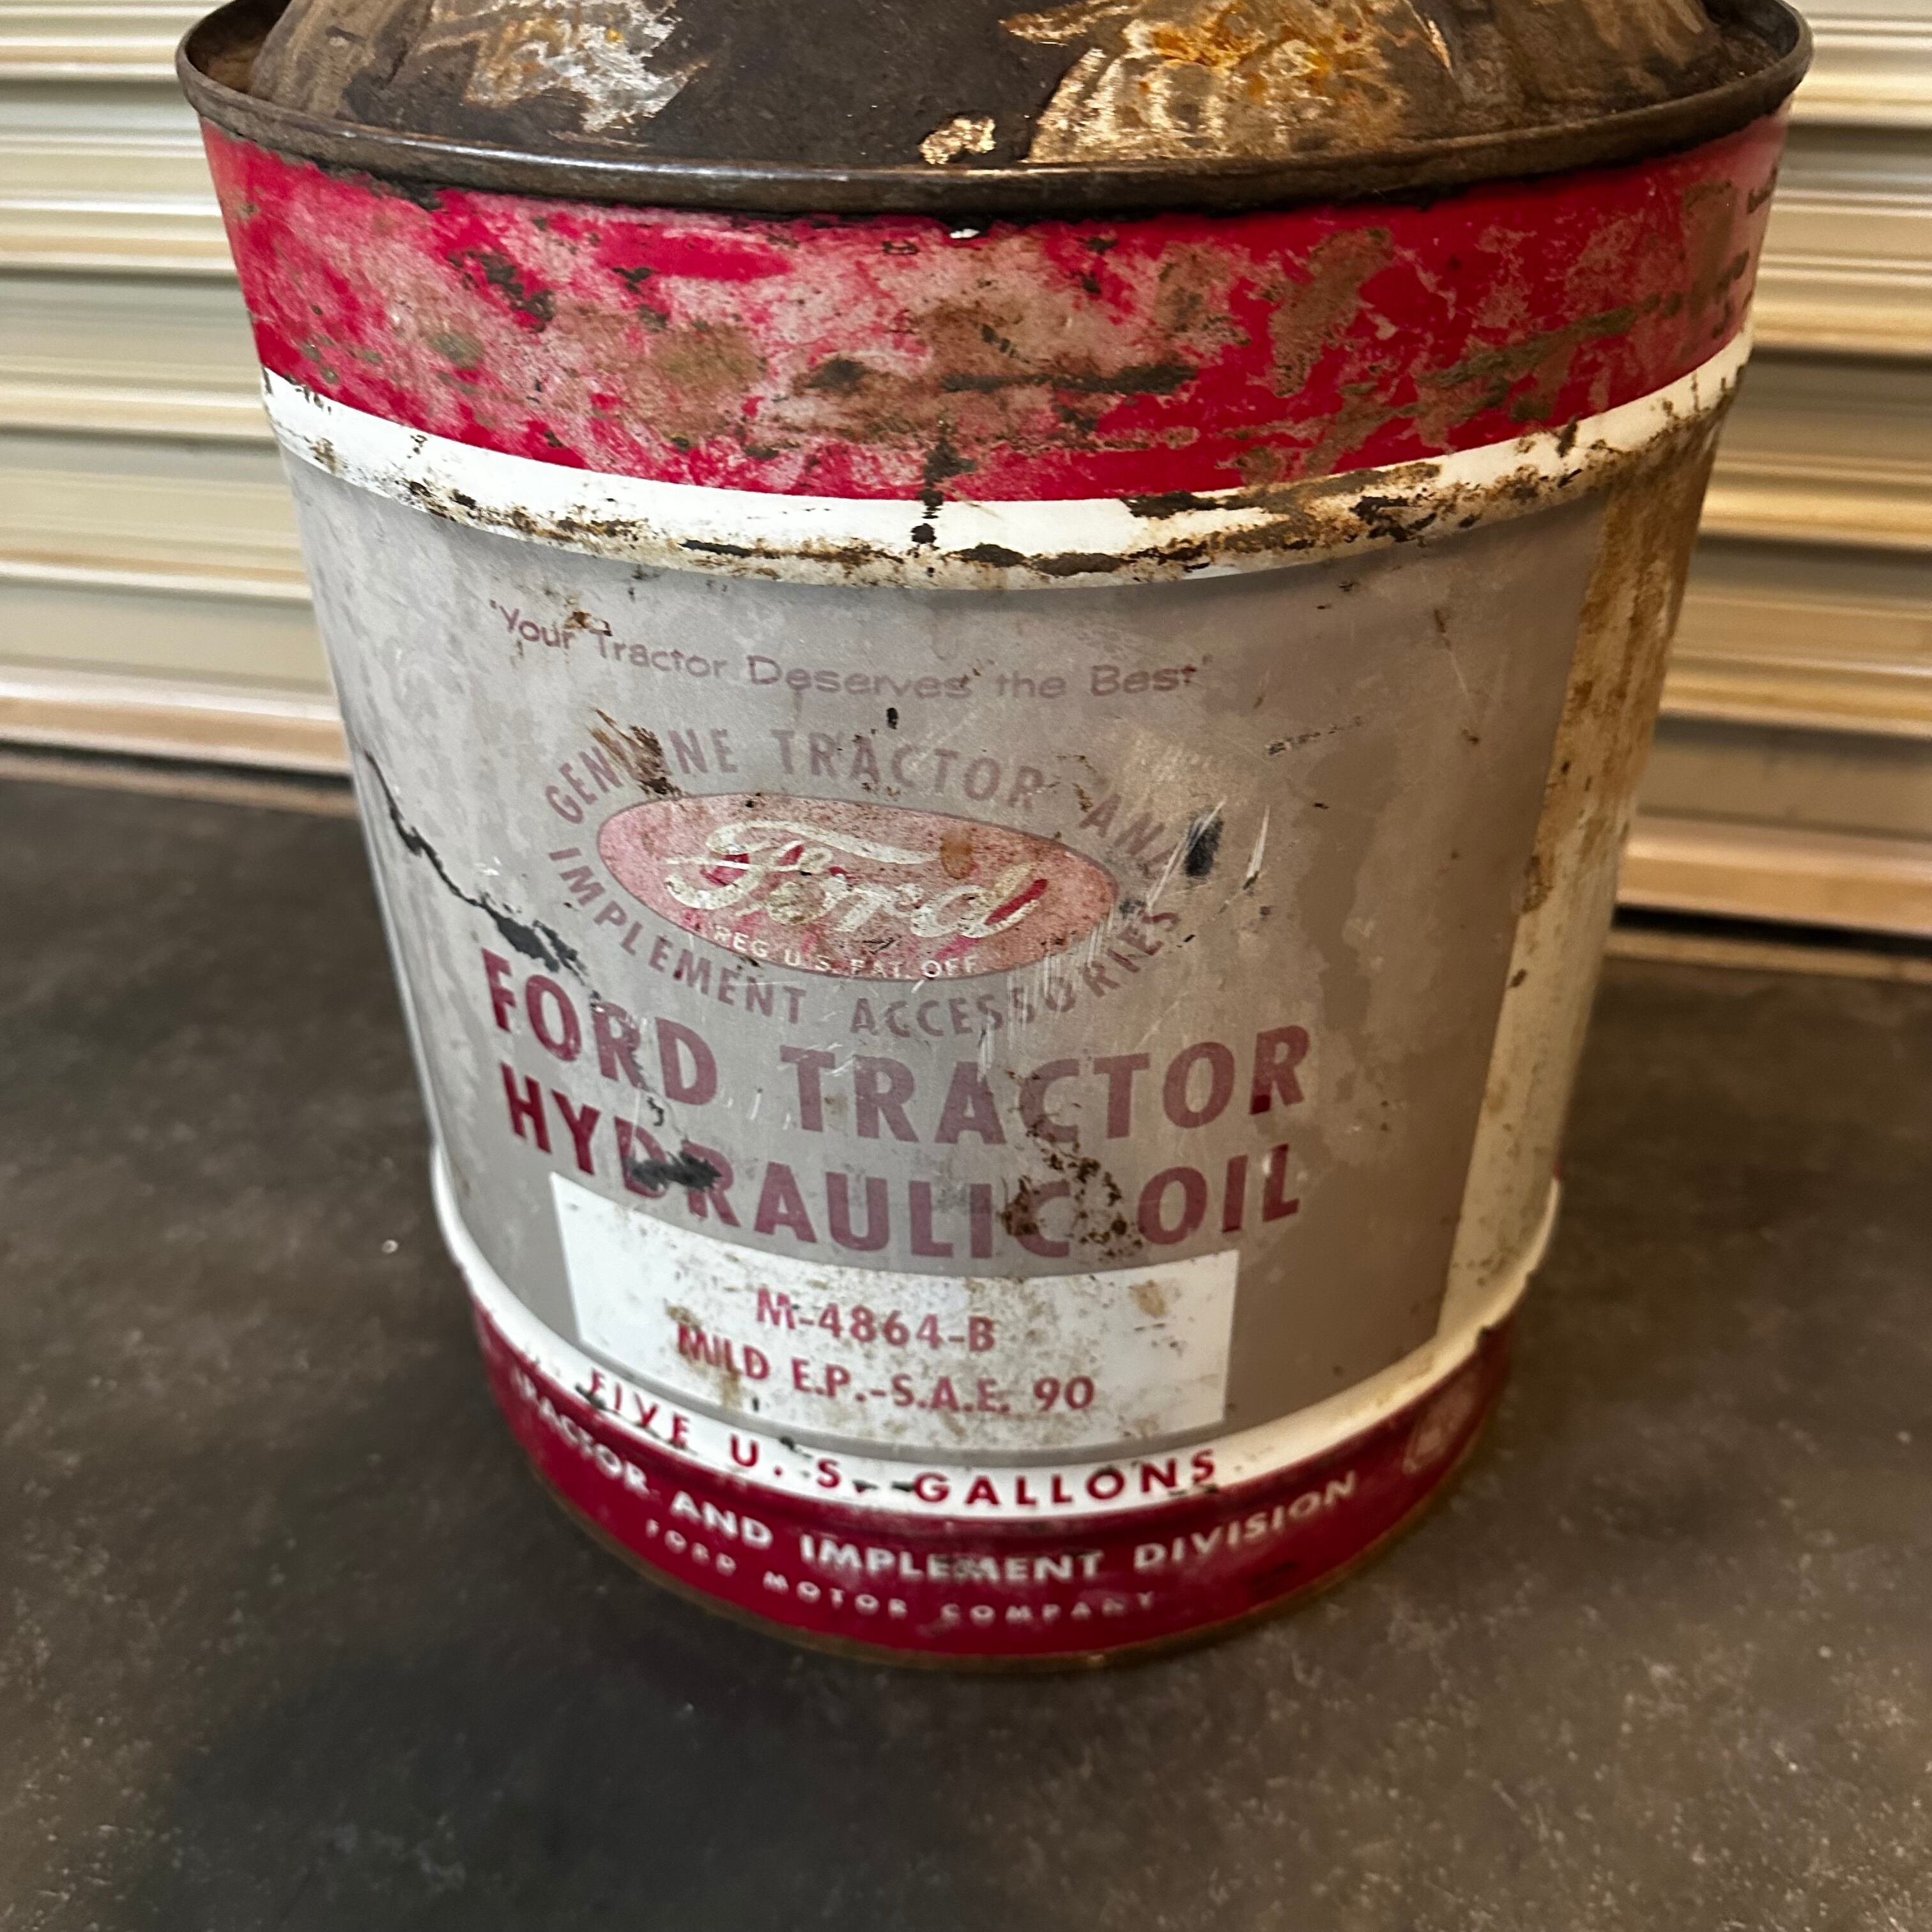 "Your Tractor Deserves the Best"
GENUINE TRACTOR AND
Ford
REG. U.S. PAT. OFF.
IMPLEMENT ACCESSORIES
FORD TRACTOR
HYDRAULIC OIL
M-4864-B
MILD E.P.-S.A.E. 90
FIVE U.S. GALLONS
TRACTOR AND IMPLEMENT DIVISION
FORD MOTOR COMPANY